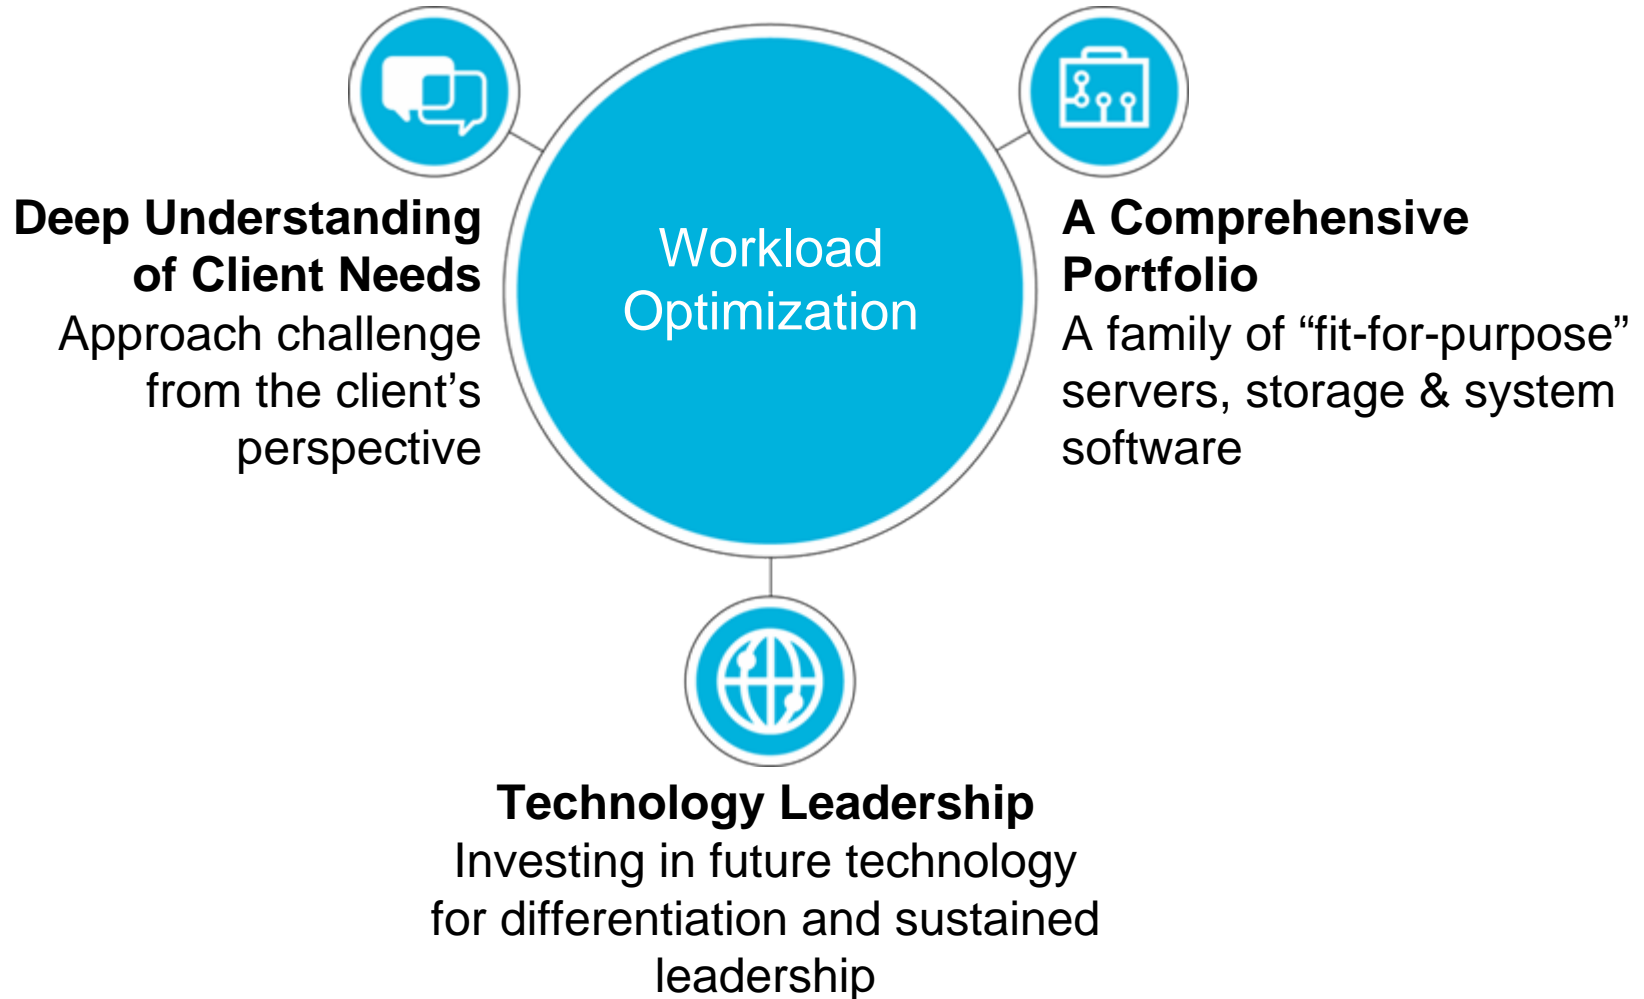 Deep Understanding
of Client Needs
Approach challenge
from the client’s
perspective
Workload
Optimization
A Comprehensive
Portfolio
A family of “fit-for-purpose”
servers, storage & system
software
Technology Leadership
Investing in future technology
for differentiation and sustained
leadership